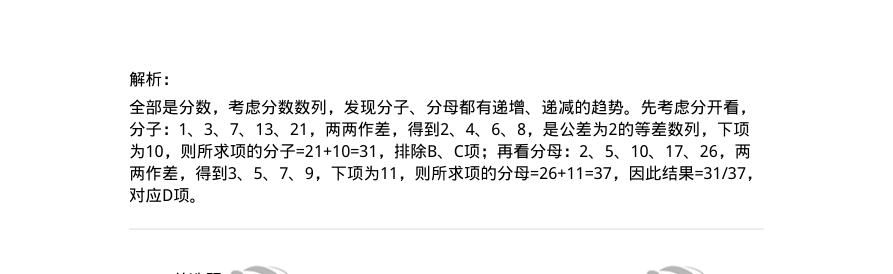 解析：
全部是分数，考虑分数数列，发现分子、分母都有递增、递减的趋势。先考虑分开看，
分子：1、3、7、13、21，两两作差，得到2、4、6、8，是公差为2的等差数列，下项
为10，则所求项的分子=21+10=31，排除B、C项；再看分母：2、5、10、17、26，两
两作差，得到3、5、7、9，下项为11，则所求项的分母=26+11=37，因此结果=31/37，
对应D项。